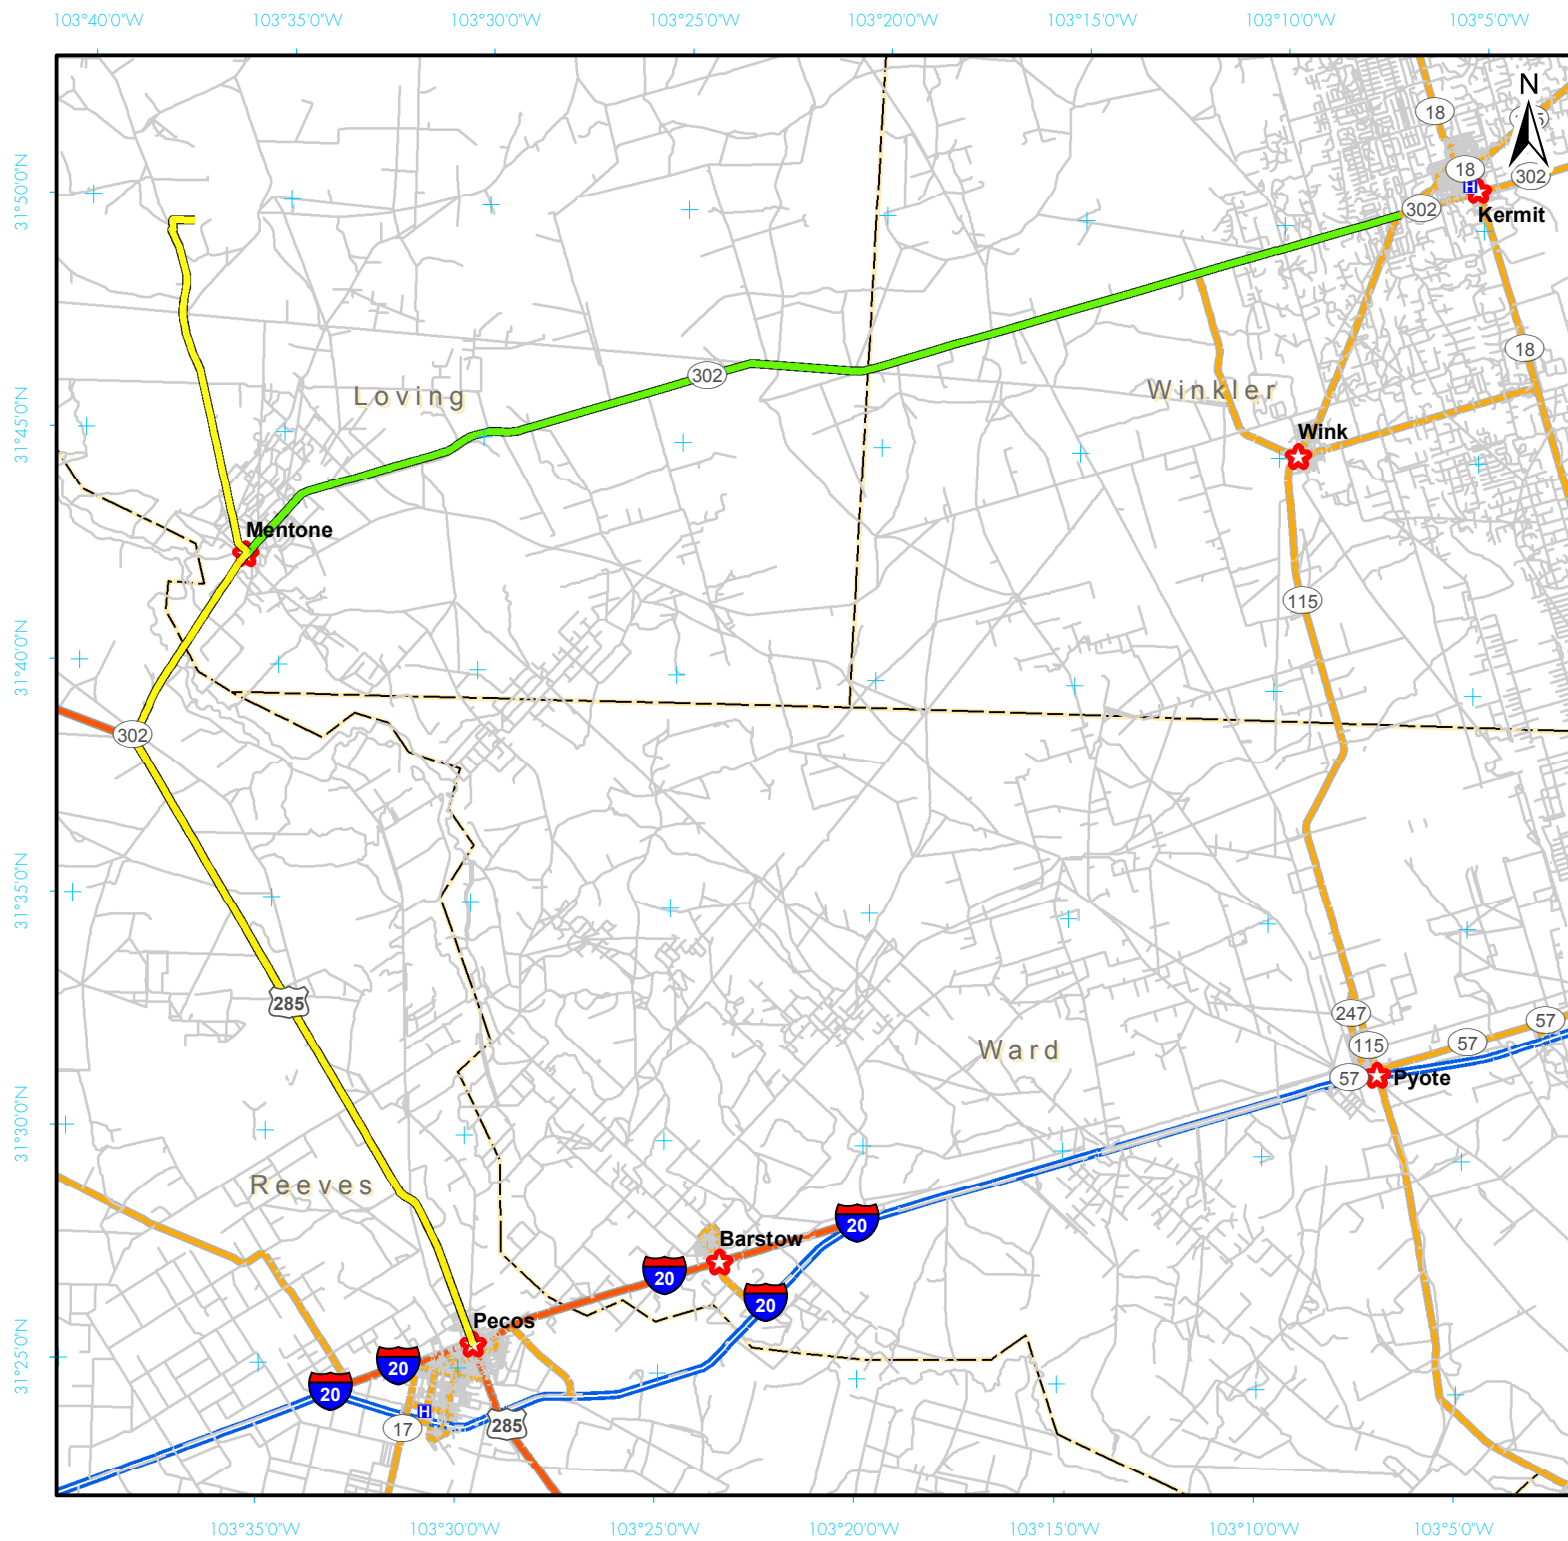 103°40'0"W
103°35'0"W
103°30'0"W
103°25'0"W
103°20'0"W
103°15'0"W
103°10'0"W
103°5'0"W
N
18
18
H
302
302
Kermit
31°50'0"N
18
302
Loving
Winkler
31°45'0"N
Wink
Mentone
115
31°40'0"N
302
31°35'0"N
285
247
57
57
115
Ward
57
Pyote
31°30'0"N
Reeves
20
Barstow
20
20
Pecos
31°25'0"N
20
20
H
17
285
103°35'0"W
103°30'0"W
103°25'0"W
103°20'0"W
103°15'0"W
103°10'0"W
103°5'0"W